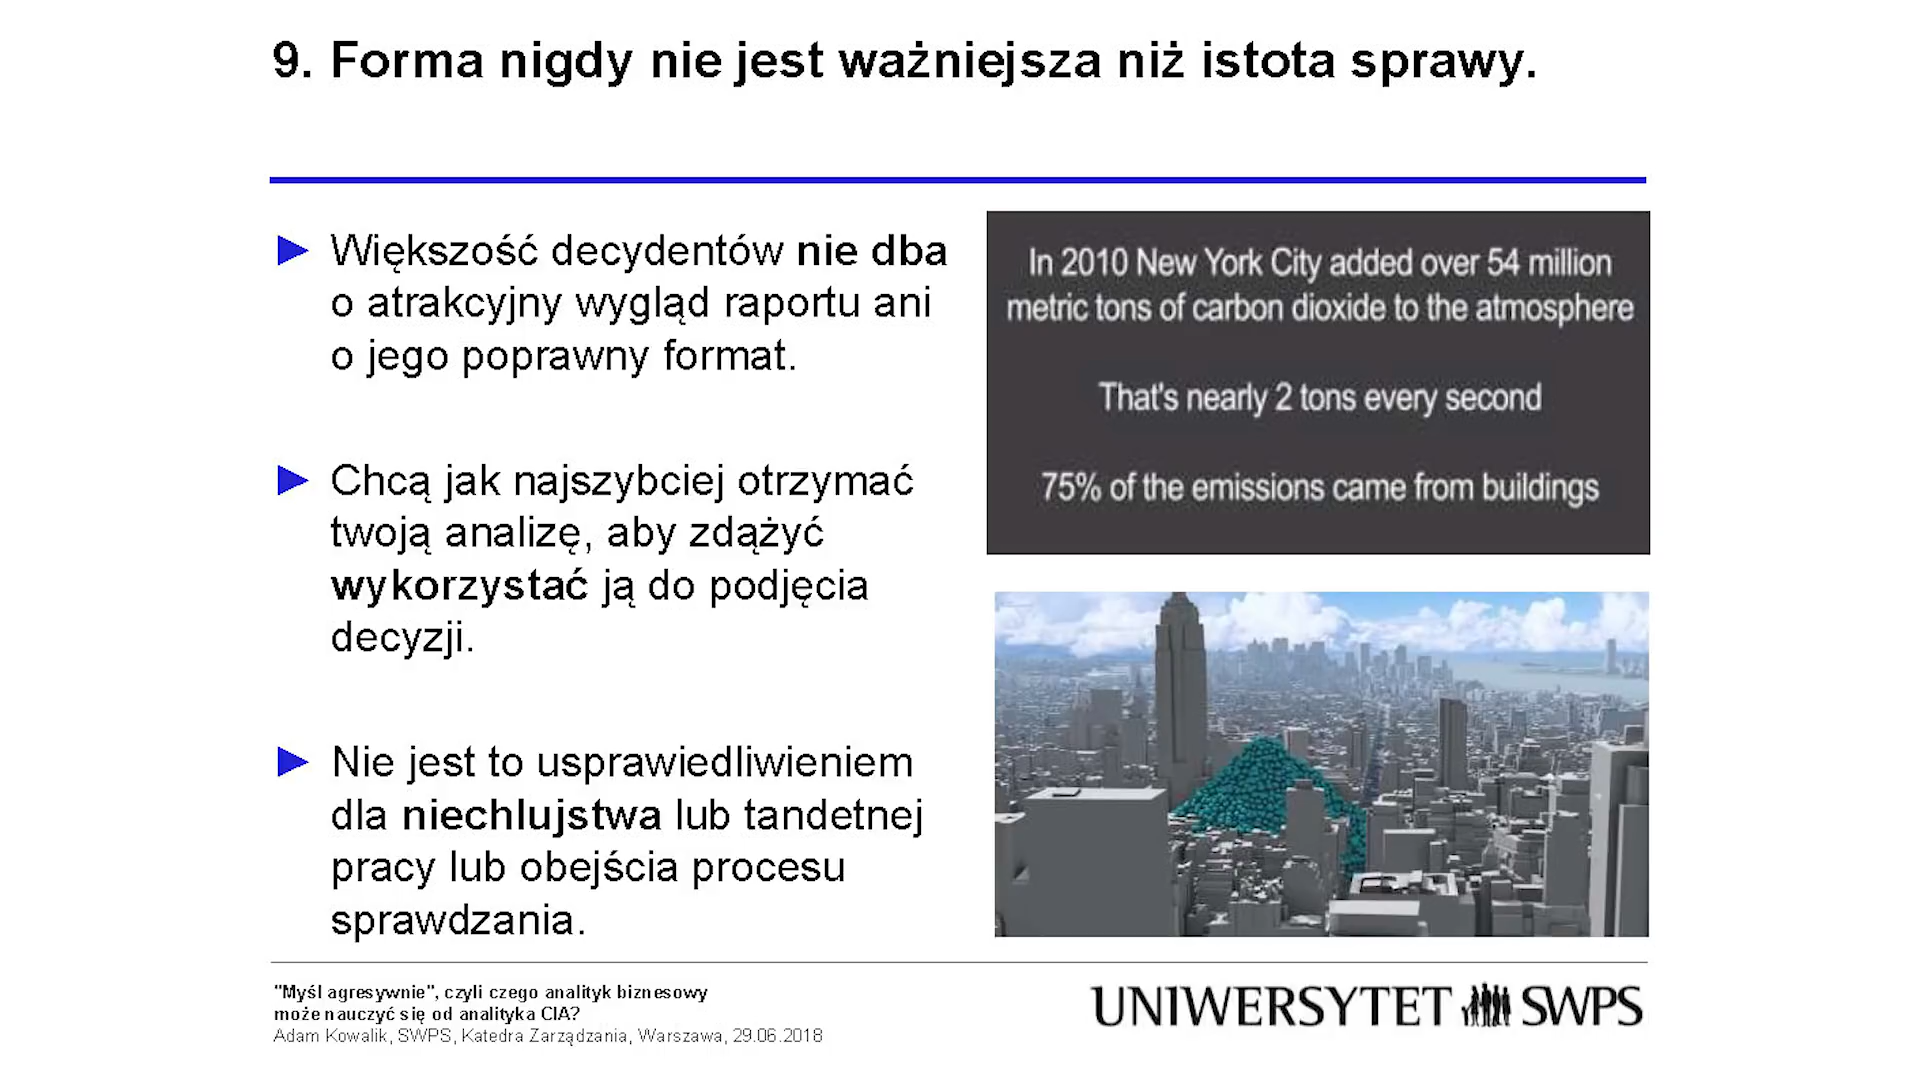 9. Forma nigdy nie jest ważniejsza niż istota sprawy.
Większość decydentów nie dba
o atrakcyjny wygląd raportu ani
o jego poprawny format.
Chcą jak najszybciej otrzymać
twoją analizę, aby zdążyć
wykorzystać ją do podjęcia
decyzji.
Nie jest to usprawiedliwieniem
dla niechlujstwa lub tandetnej
pracy lub obejścia procesu
sprawdzania.
In 2010 New York City added over 54 million
metric tons of carbon dioxide to the atmosphere
That's nearly 2 tons every second
75% of the emissions came from buildings
"Myśl agresywnie", czyli czego analityk biznesowy
może nauczyć się od analityka CIA?
Adam Kowalik, SWPS, Katedra Zarządzania, Warszawa, 29.06.2018
UNIWERSYTET SWPS